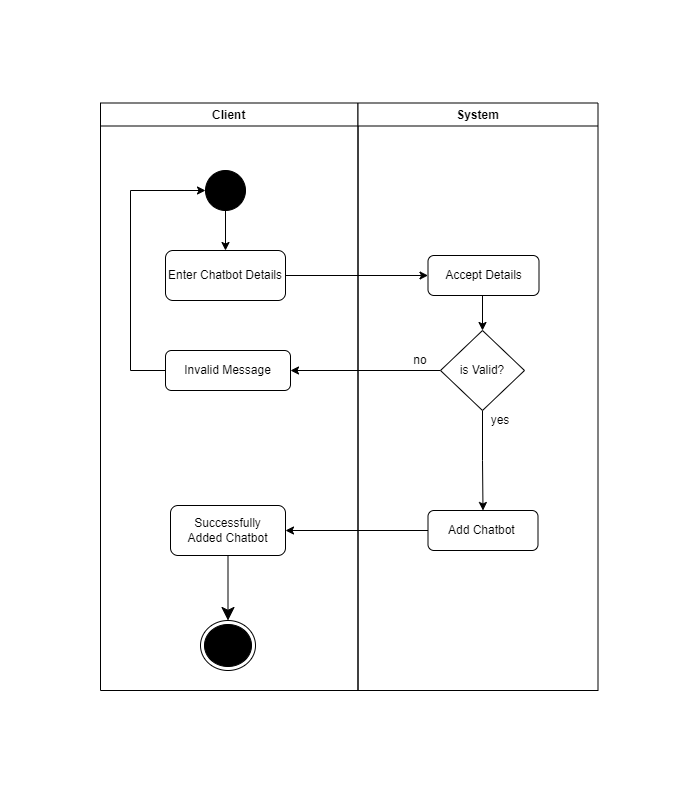 Client
System
Enter Chatbot Details
Accept Details
no
is Valid?
Invalid Message
yes
Successfully
Added Chatbot
Add Chatbot